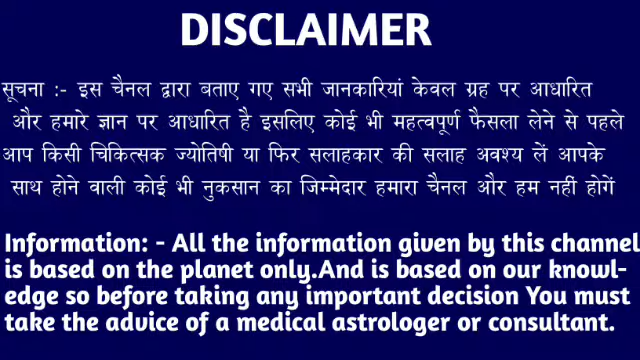 DISCLAIMER
सूचना :- इस चैनल द्वारा बताए गए सभी जानकारियां केवल ग्रह पर आधारित
और हमारे ज्ञान पर आधारित है इसलिए कोई भी महत्वपूर्ण फैसला लेने से पहले
आप किसी चिकित्सक ज्योतिषी या फिर सलाहकार की सलाह अवश्य लें आपके
साथ होने वाली कोई भी नुकसान का जिम्मेदार हमारा चैनल और हम नहीं होगें
Information: - All the information given by this channel
is based on the planet only.And is based on our knowl-
edge so before taking any important decision You must
take the advice of a medical astrologer or consultant.